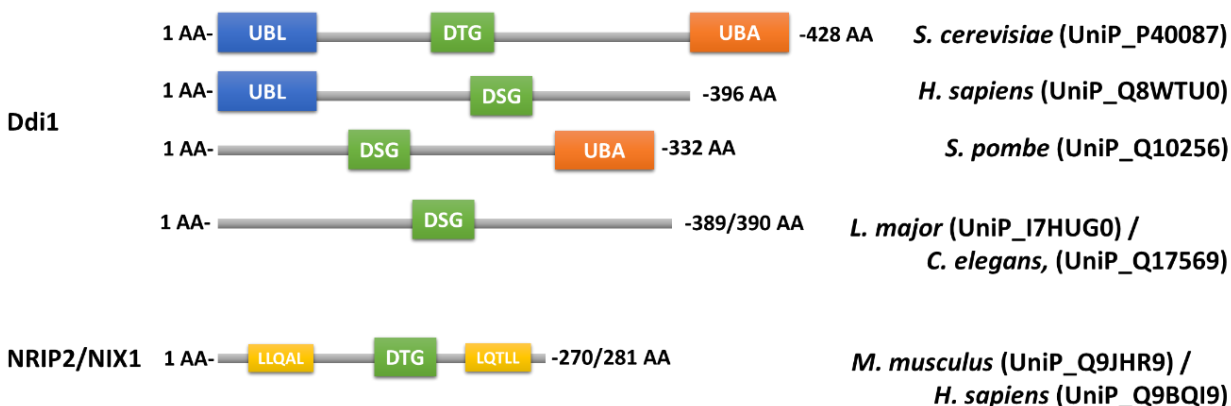 1 AA- UBL DTG UBA -428 AA S. cerevisiae (UniP_P40087)
1 AA- UBL DSG -396 AA H. sapiens (UniP_Q8WTU0)
Ddi1
1 AA- DSG UBA -332 AA S. pombe (UniP_Q10256)
1 AA- DSG -389/390 AA L. major (UniP_I7HUG0) /
C. elegans, (UniP_Q17569)
NRIP2/NIX1 1 AA- LLQAL DTG LQTLL -270/281 AA M. musculus (UniP_Q9JHR9) /
H. sapiens (UniP_Q9BQI9)